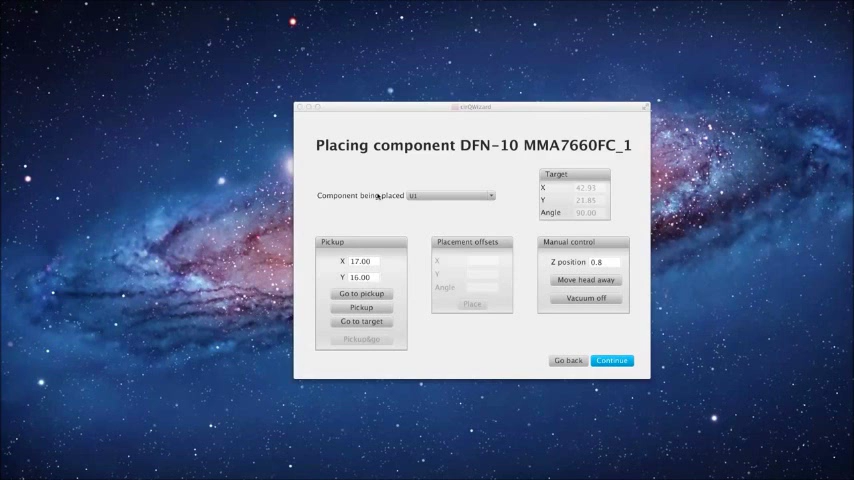 cirQWizard
Placing component DFN-10 MMA7660FC_1
Component being placed U1
Target
X 42.93
Y 21.85
Angle 90.00
Pickup
X 17.00
Y 16.00
Go to pickup
Pickup
Go to target
Pickup&go
Placement offsets
X
Y
Angle
Place
Manual control
Z position 0.8
Move head away
Vacuum off
Go back Continue